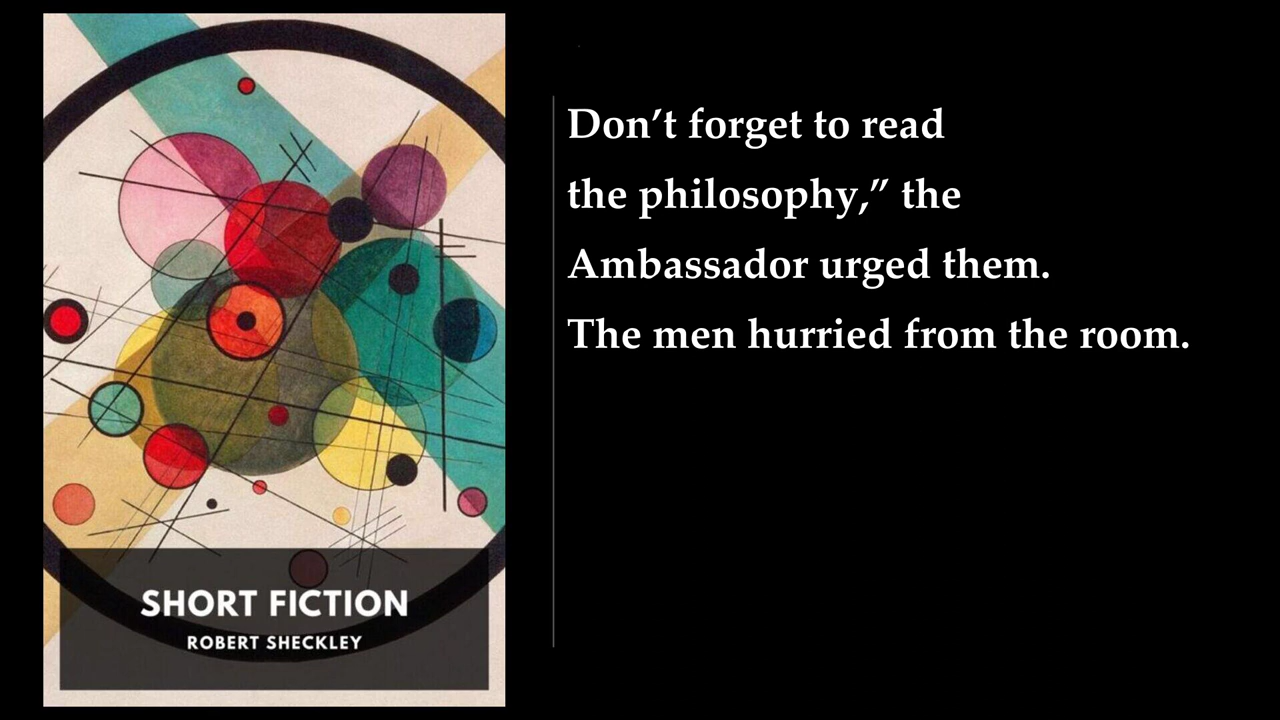 SHORT FICTION
ROBERT SHECKLEY
Don’t forget to read
the philosophy,” the
Ambassador urged them.
The men hurried from the room.